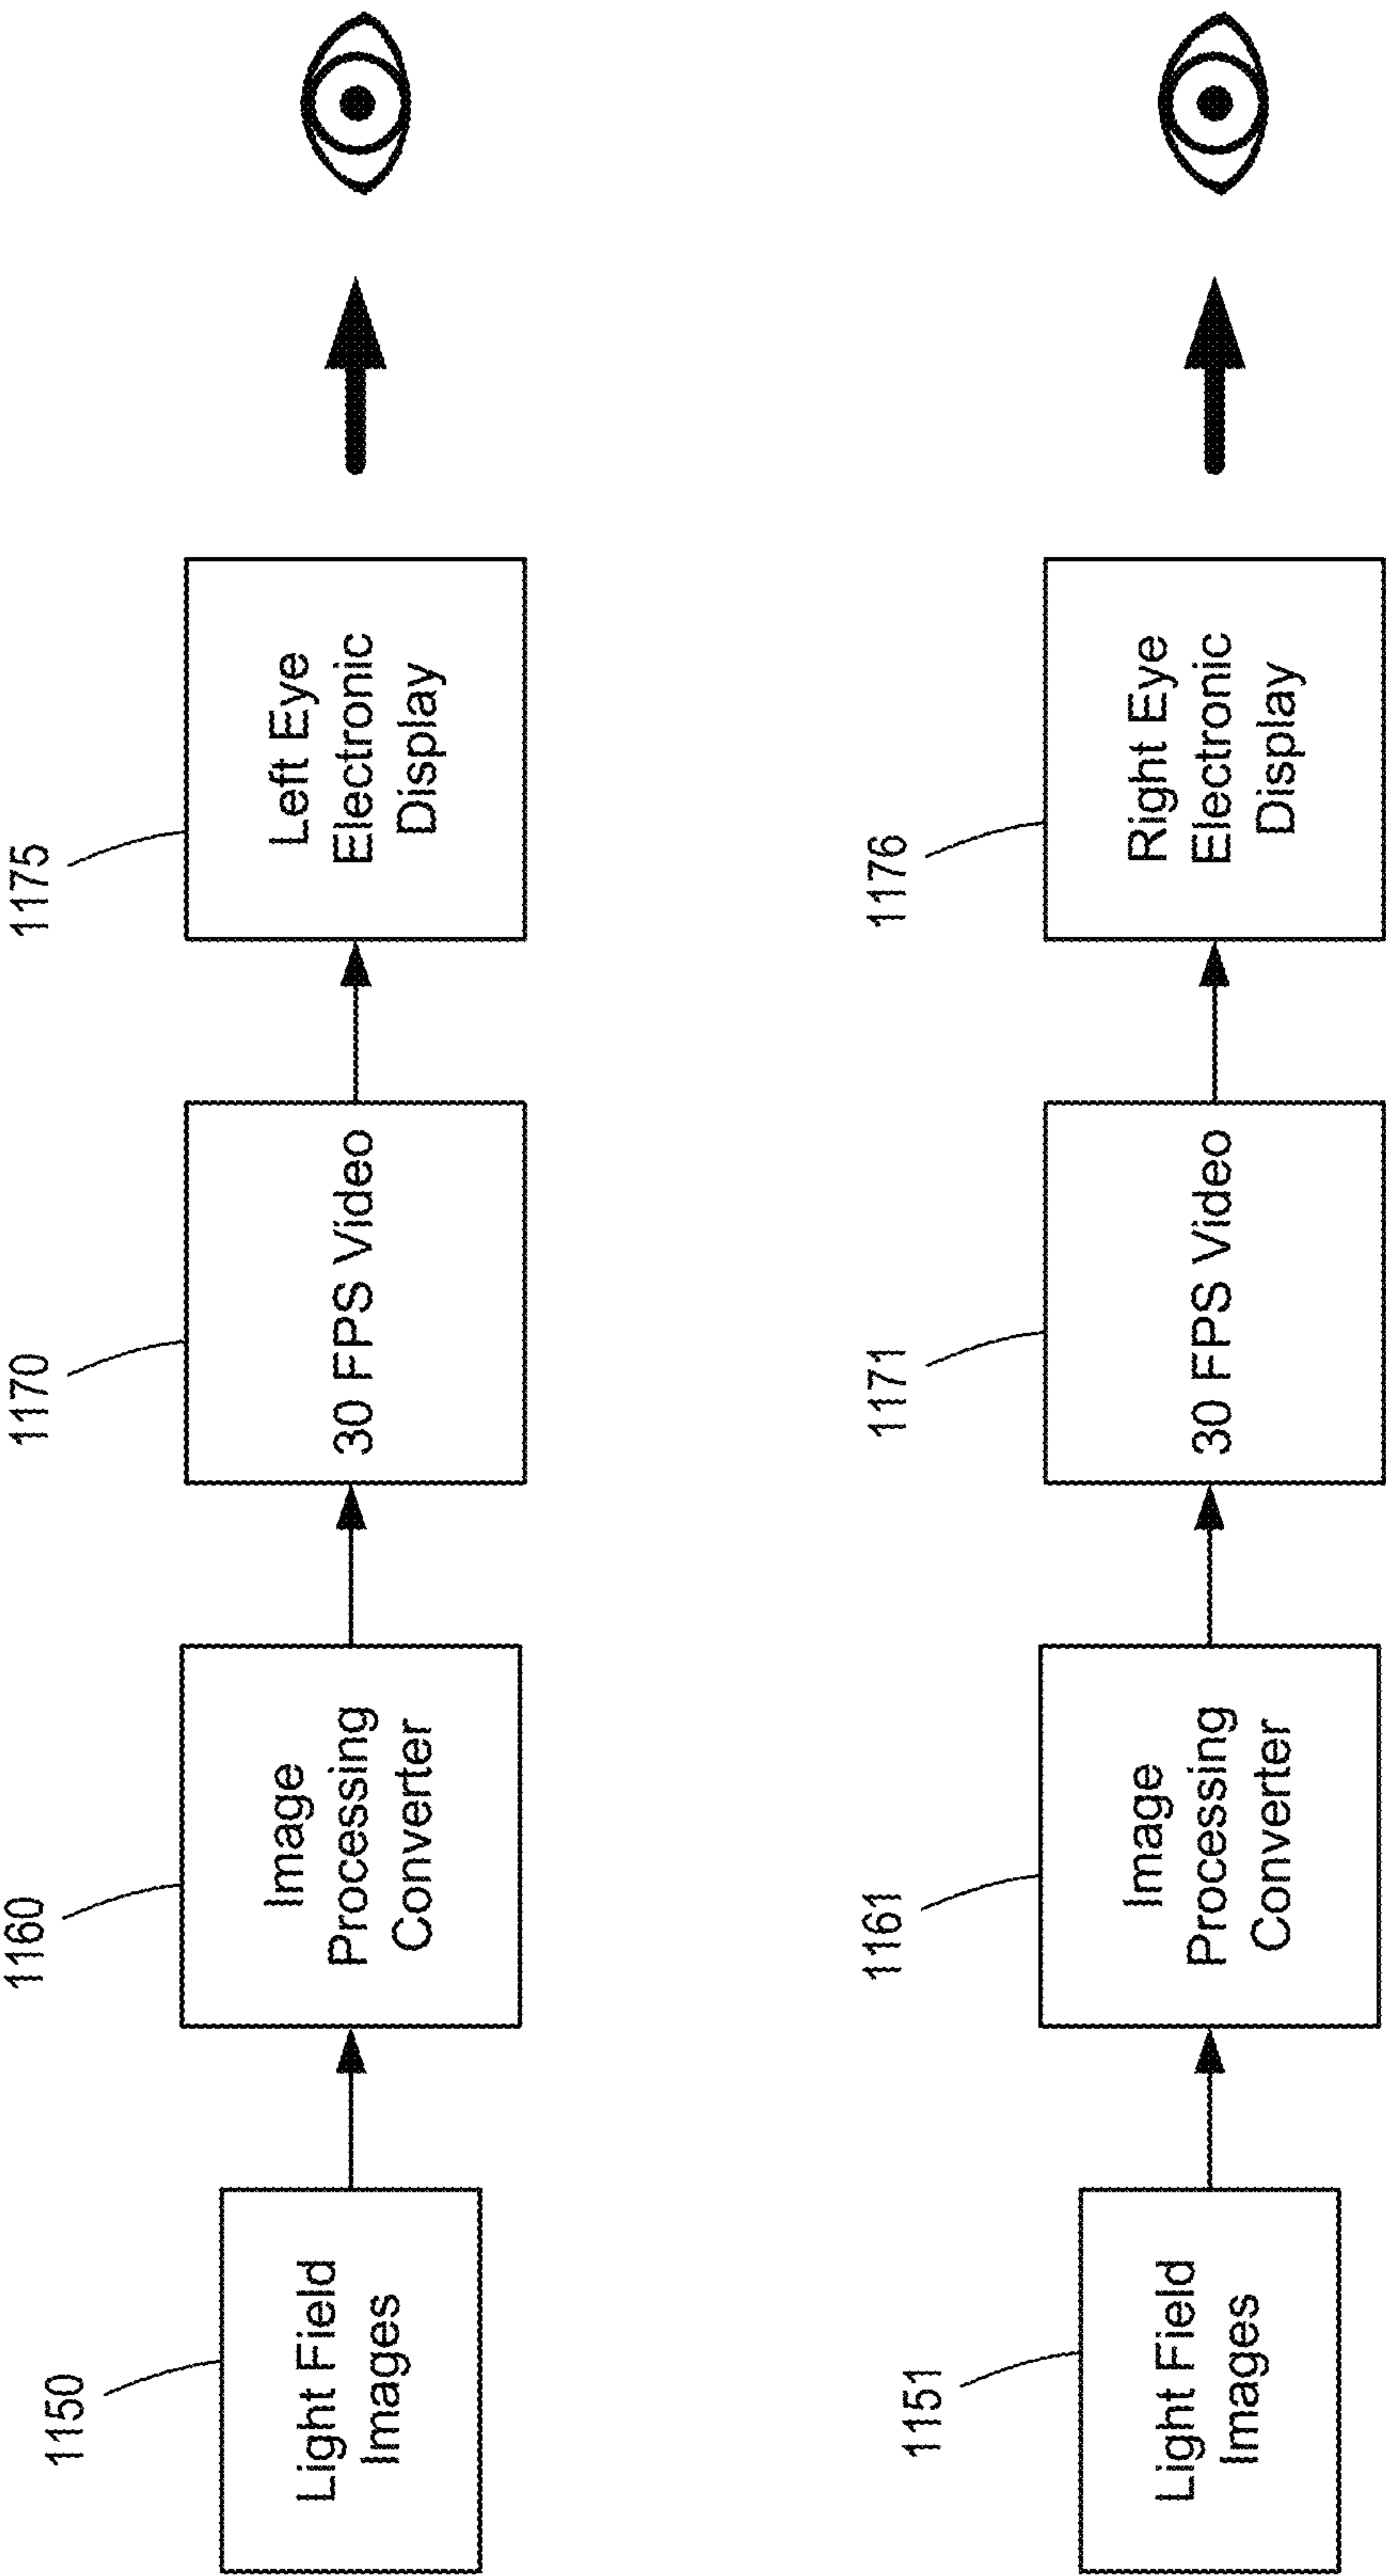 1150
Light Field
Images
1160
Image
Processing
Converter
1170
30 FPS Video
1175
Left Eye
Electronic
Display
1151
Light Field
Images
1161
Image
Processing
Converter
1171
30 FPS Video
1176
Right Eye
Electronic
Display